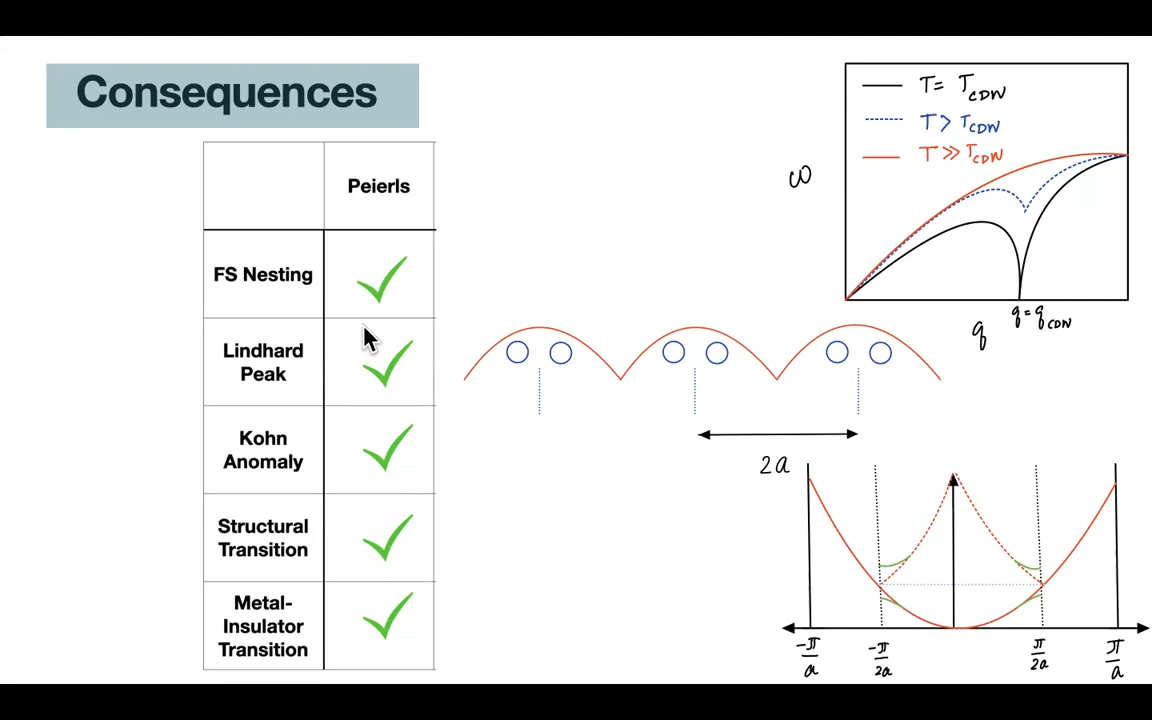 Consequences
Peierls
FS Nesting
Lindhard
Peak
Kohn
Anomaly
Structural
Transition
Metal-
Insulator
Transition
T = T_CDW
T > T_CDW
T ≫ T_CDW
ω
q
q = q_CDW
2a
-π/a
-π/2a
π/2a
π/a